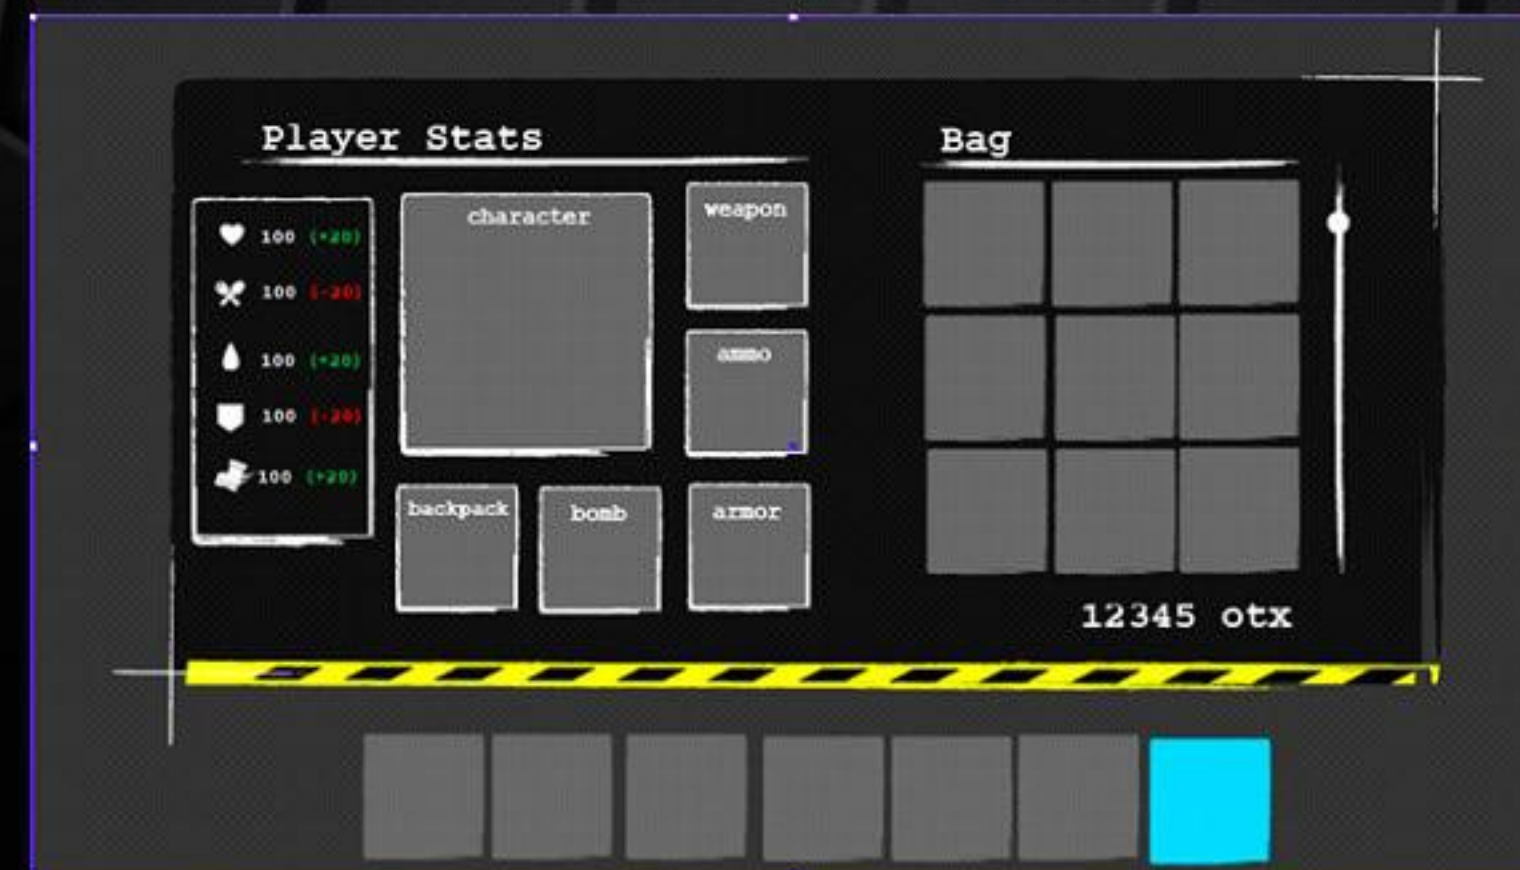 Player Stats
100 (+20)
100 (-20)
100 (+20)
100 (-20)
100 (+20)
character
weapon
ammo
backpack
bomb
armor
Bag
12345 otx